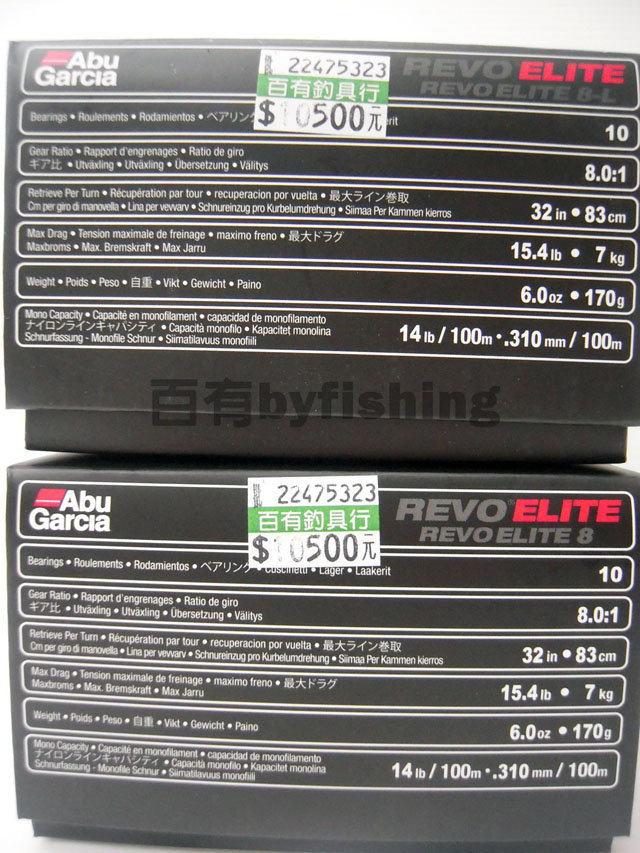 Abu
Garcia
22475323
百有釣具行
$10500元
REVO ELITE
REVO ELITE 8-L
Bearings • Roulements • Rodamientos • ベアリン
akerit
10
Gear Ratio • Rapport d'engrenages • Ratio de giro
ギア比 • Utväxling • Utväxling • Übersetzung • Välitys
8.0:1
Retrieve Per Turn • Récupération par tour • recuperacion por vuelta • 最大ライン巻取
Cm per giro di manovella • Lina per vevvarv • Schnureinzug pro Kurbelumdrehung • Siimaa Per Kammen kierros
32 in • 83 cm
Max Drag • Tension maximale de freinage • maximo freno • 最大ドラグ
Maxbroms • Max. Bremskraft • Max Jarru
15.4 lb • 7 kg
Weight • Poids • Peso • 自重 • Vikt • Gewicht • Paino
6.0 oz • 170 g
Mono Capacity • Capacité en monofilament • capacidad de monofilamento
ナイロンラインキャパシティ • Capacità monofilo • Kapacitet monolina
Schnurfassung - Monofile Schnur • Siimatilavuus monofiili
14 lb / 100m • .310 mm / 100m
百有byfishing
Abu
Garcia
22475323
百有釣具行
$10500元
REVO ELITE
REVO ELITE 8
Bearings • Roulements • Rodamientos • ベアリング • Cuscinetti • Lager • Laakerit
10
Gear Ratio • Rapport d'engrenages • Ratio de giro
ギア比 • Utväxling • Utväxling • Übersetzung • Välitys
8.0:1
Retrieve Per Turn • Récupération par tour • recuperacion por vuelta • 最大ライン巻取
Cm per giro di manovella • Lina per vevvarv • Schnureinzug pro Kurbelumdrehung • Siimaa Per Kammen kierros
32 in • 83 cm
Max Drag • Tension maximale de freinage • maximo freno • 最大ドラグ
Maxbroms • Max. Bremskraft • Max Jarru
15.4 lb • 7 kg
Weight • Poids • Peso • 自重 • Vikt • Gewicht • Paino
6.0 oz • 170 g
Mono Capacity • Capacité en monofilament • capacidad de monofilamento
ナイロンラインキャパシティ • Capacità monofilo • Kapacitet monolina
Schnurfassung - Monofile Schnur • Siimatilavuus monofiili
14 lb / 100m • .310 mm / 100m